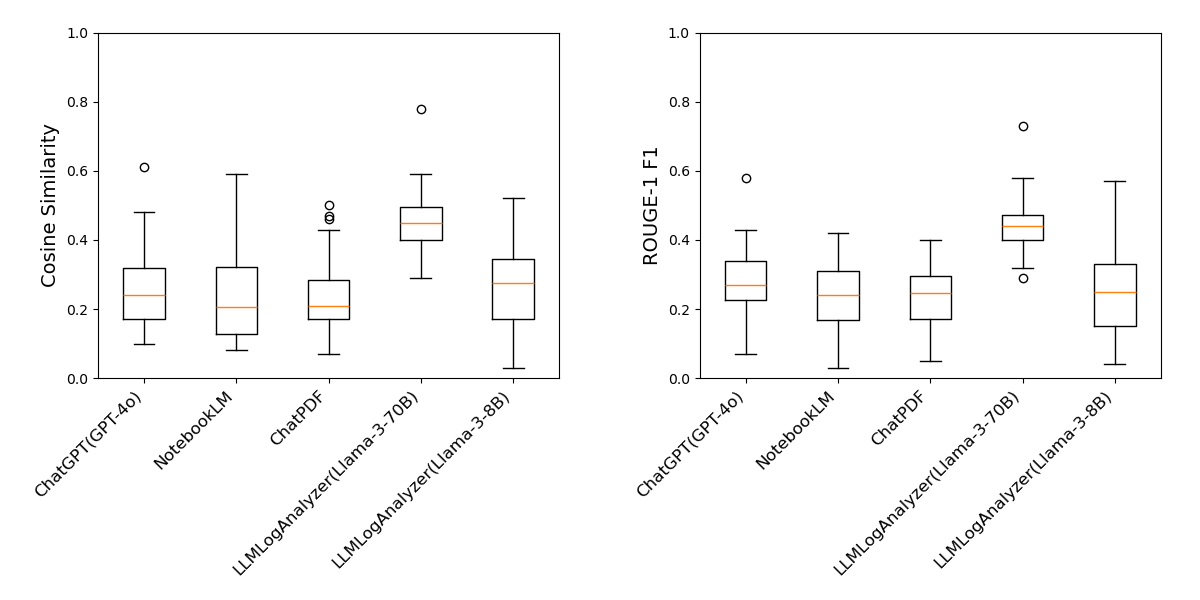 Cosine Similarity
1.0
0.8
0.6
0.4
0.2
0.0
ChatGPT(GPT-4o)
NotebookLM
ChatPDF
LLMLogAnalyzer(Llama-3-70B)
LLMLogAnalyzer(Llama-3-8B)
ROUGE-1 F1
1.0
0.8
0.6
0.4
0.2
0.0
ChatGPT(GPT-4o)
NotebookLM
ChatPDF
LLMLogAnalyzer(Llama-3-70B)
LLMLogAnalyzer(Llama-3-8B)